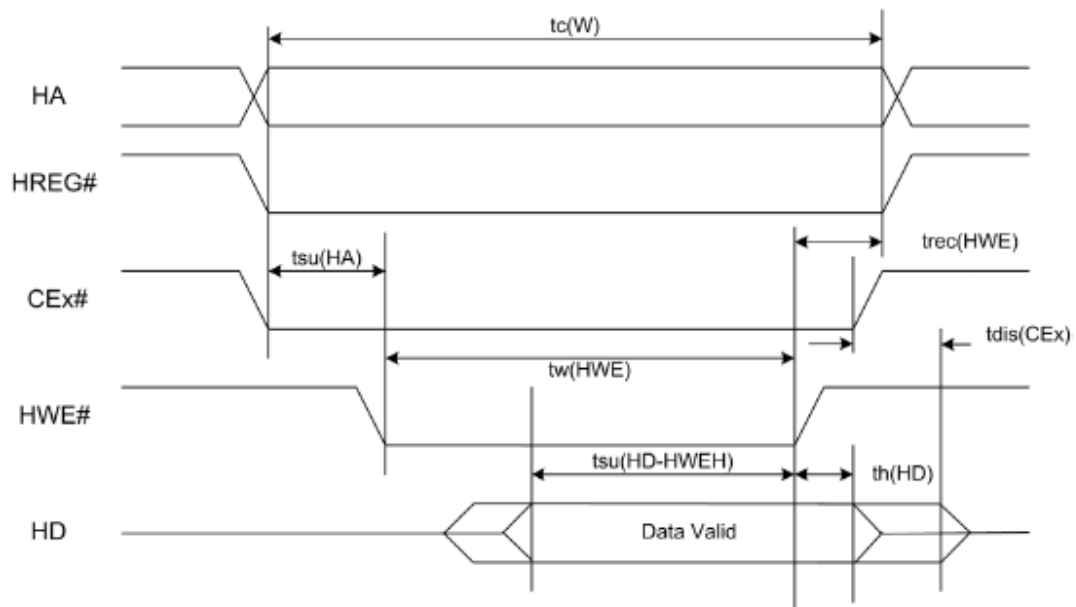 tc(W)
HA
HREG#
trec(HWE)
tsu(HA)
CEx#
tdis(CEx)
tw(HWE)
HWE#
tsu(HD-HWEH)
th(HD)
HD
Data Valid